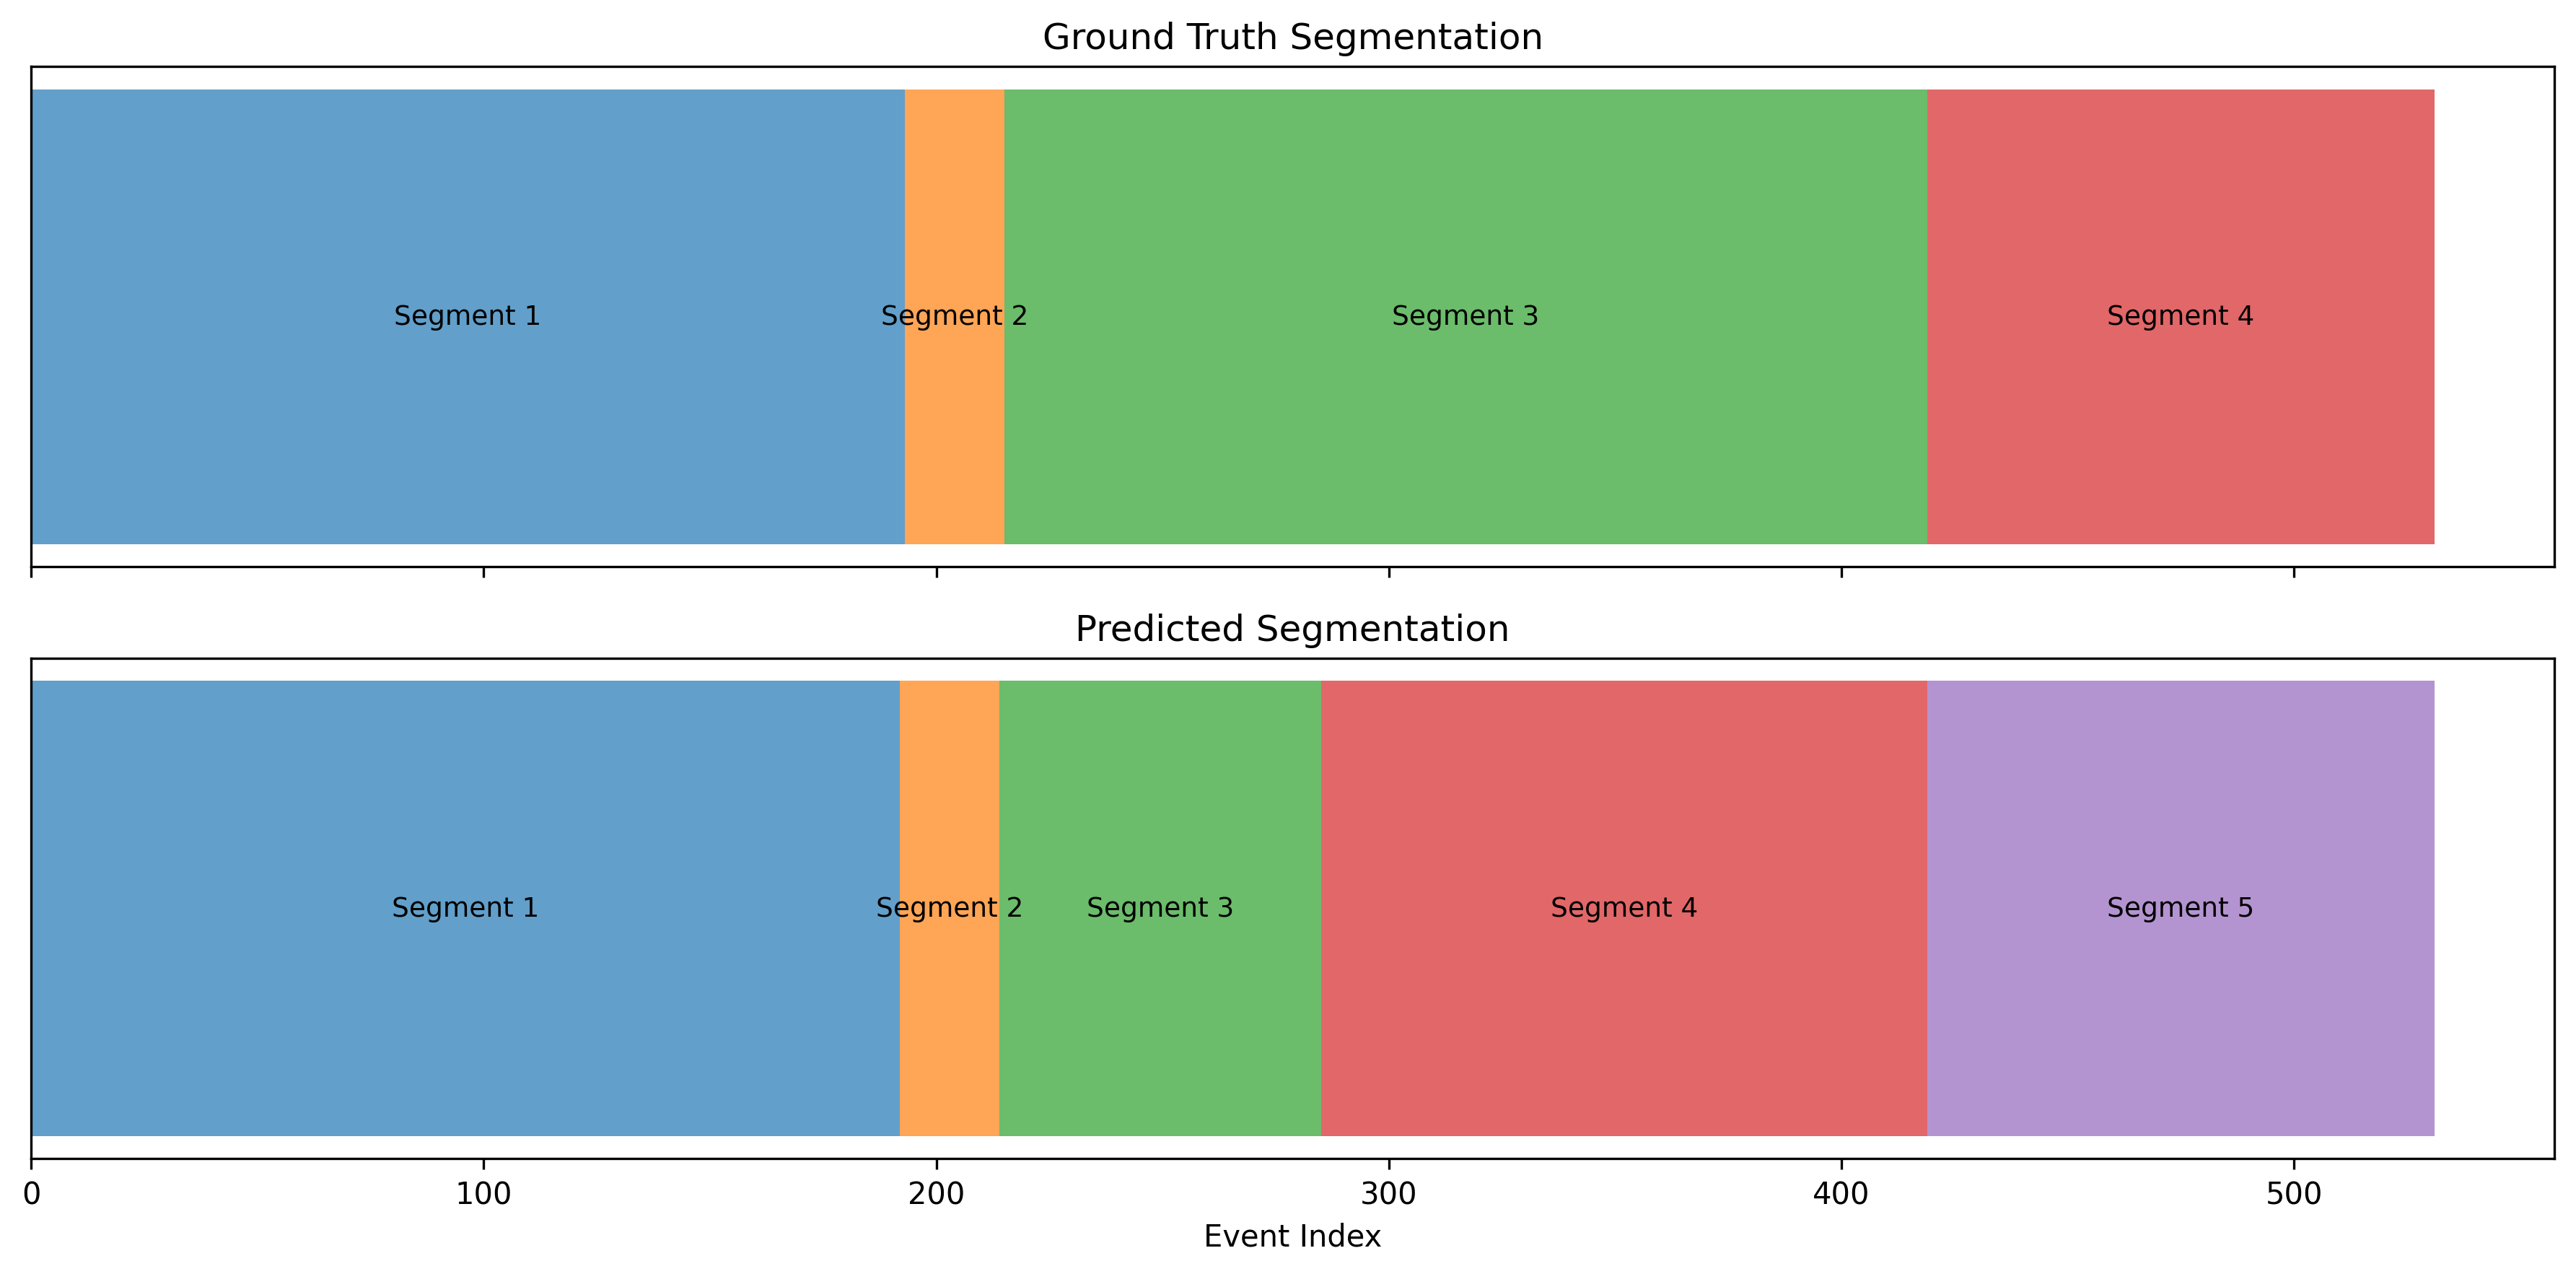 Ground Truth Segmentation
Segment 1
Segment 2
Segment 3
Segment 4
Predicted Segmentation
Segment 1
Segment 2
Segment 3
Segment 4
Segment 5
0
100
200
300
400
500
Event Index